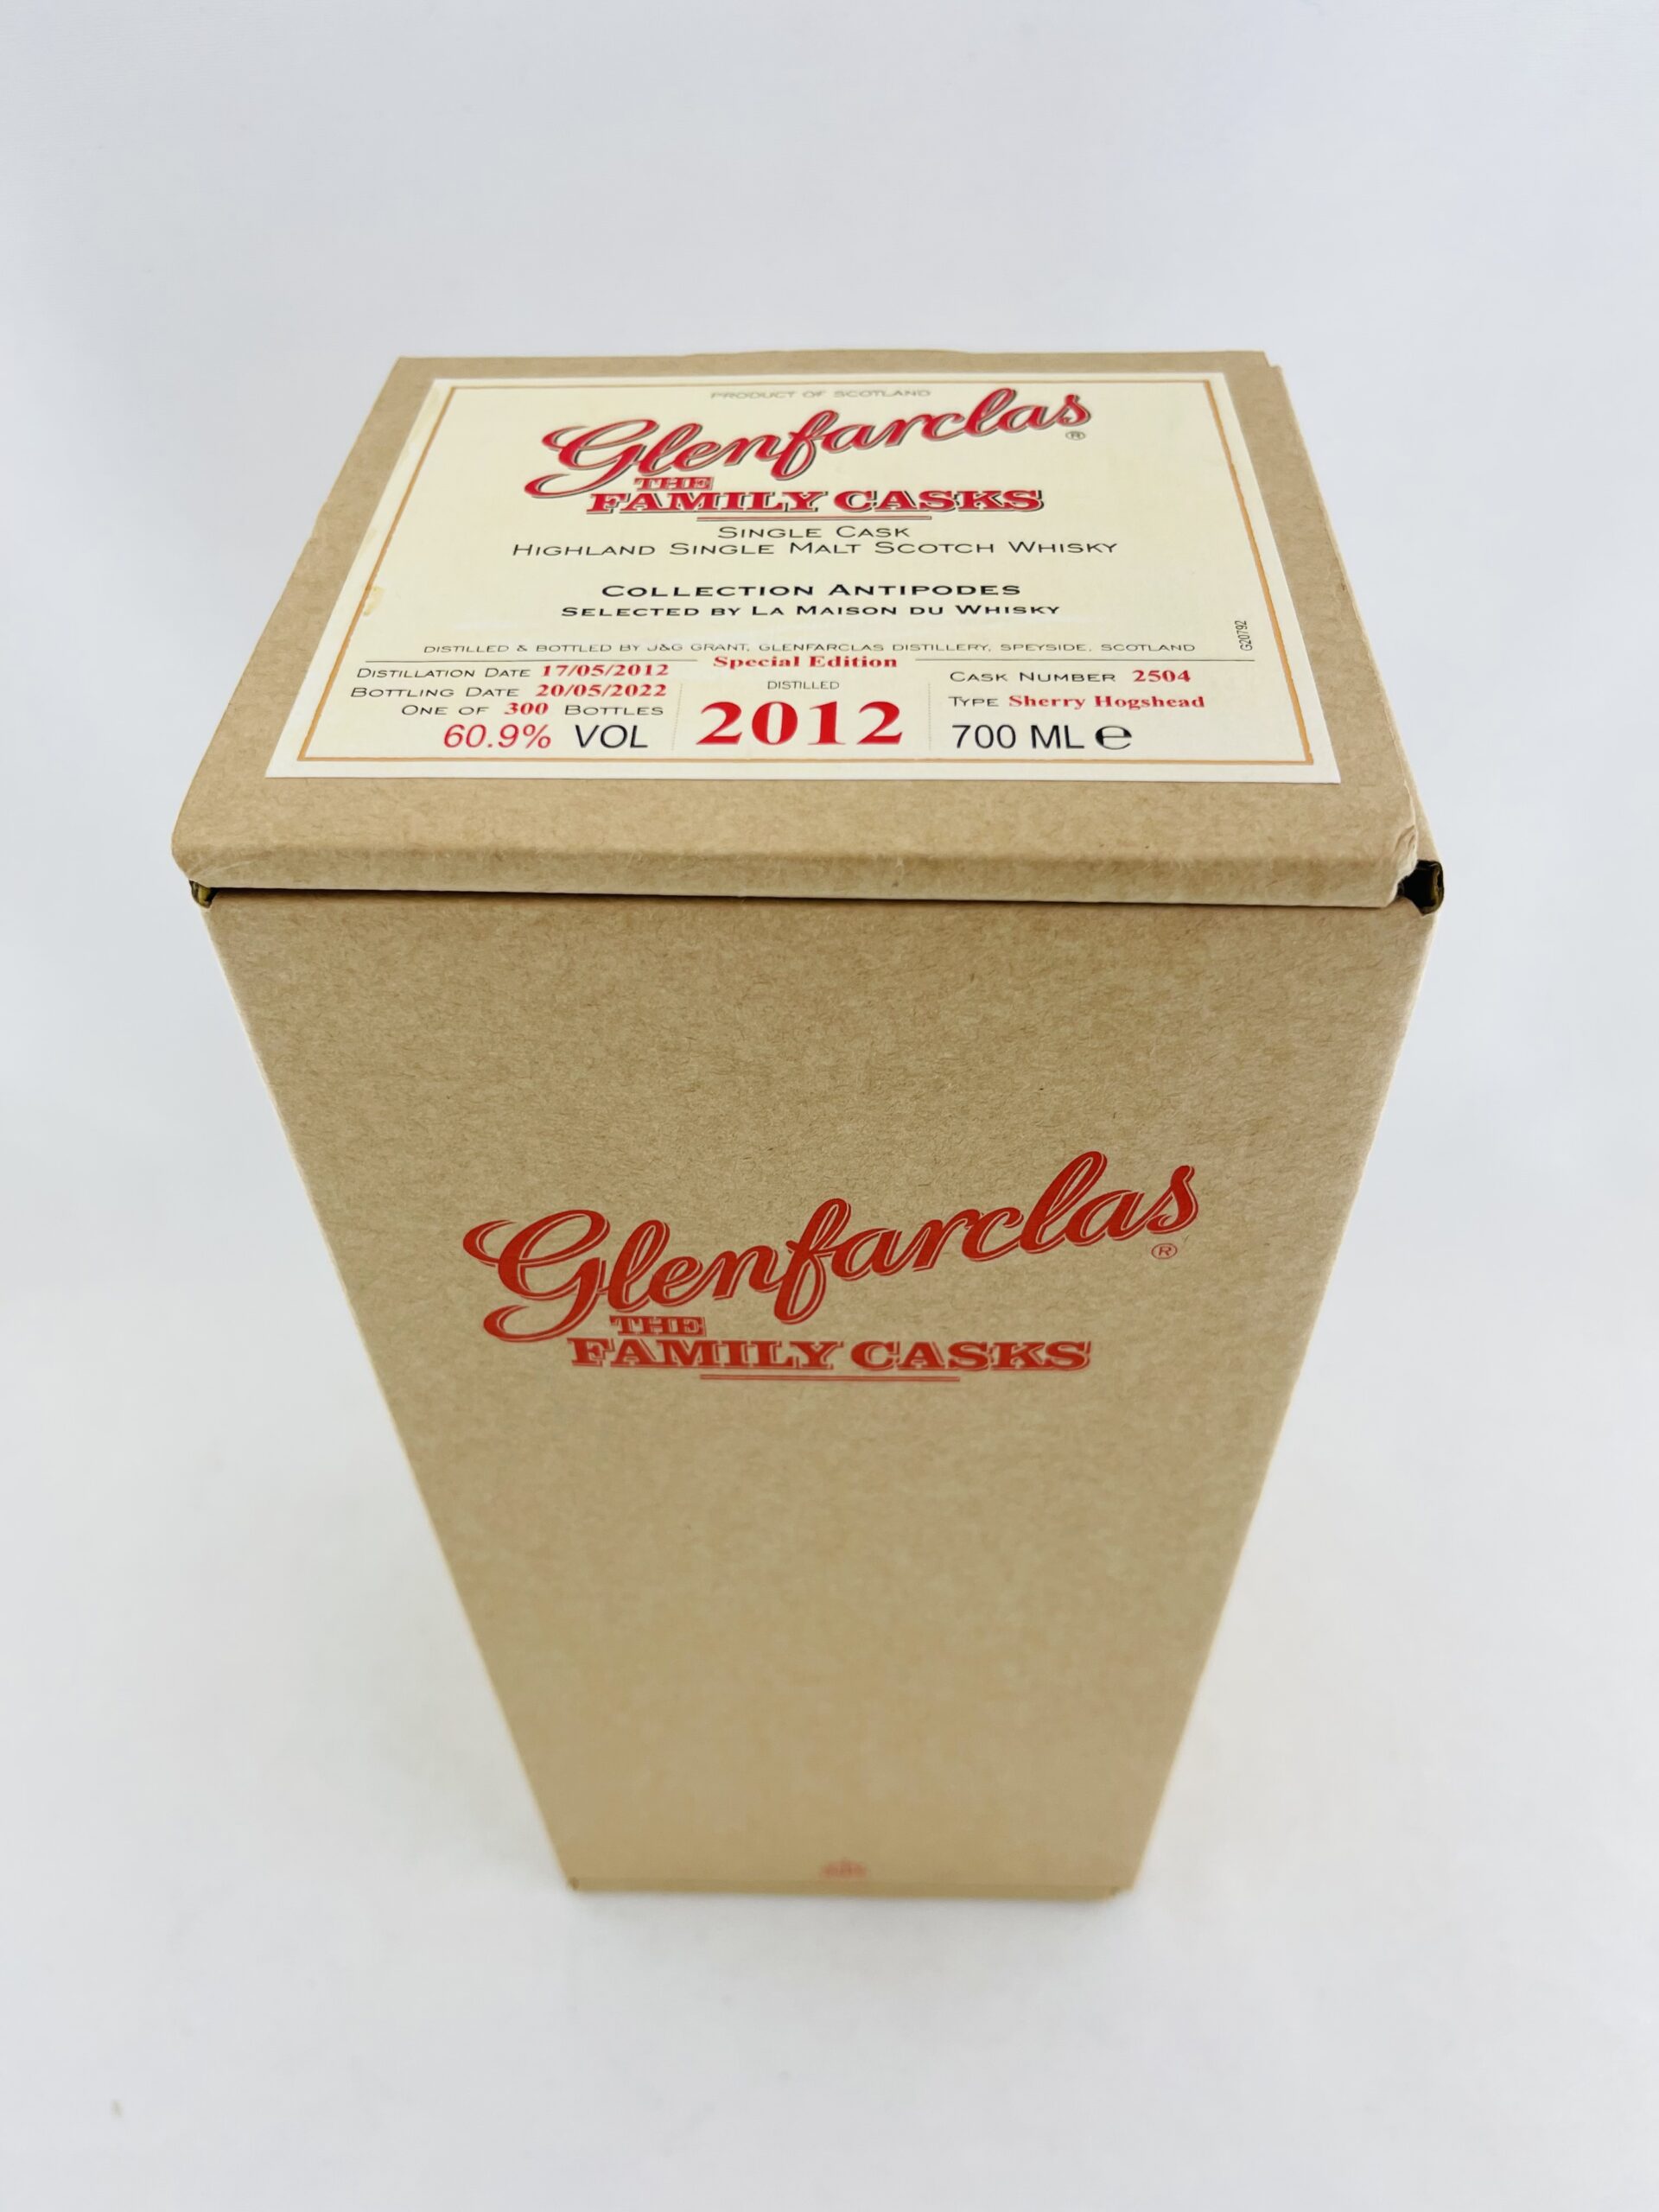 PRODUCT OF SCOTLAND
Glenfarclas®
THE
FAMILY CASKS
SINGLE CASK
HIGHLAND SINGLE MALT SCOTCH WHISKY
COLLECTION ANTIPODES
SELECTED BY LA MAISON DU WHISKY
G20792
DISTILLED & BOTTLED BY J&G GRANT, GLENFARCLAS DISTILLERY, SPEYSIDE, SCOTLAND
DISTILLATION DATE 17/05/2012
BOTTLING DATE 20/05/2022
ONE OF 300 BOTTLES
60.9% VOL
Special Edition
DISTILLED
2012
CASK NUMBER 2504
TYPE Sherry Hogshead
700 ML ℮
Glenfarclas®
THE
FAMILY CASKS